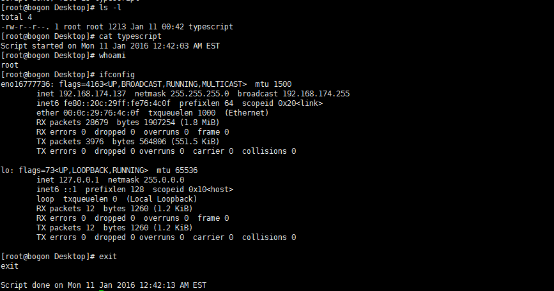 [root@bogon Desktop]# ls -l
total 4
-rw-r--r--. 1 root root 1213 Jan 11 00:42 typescript
[root@bogon Desktop]# cat typescript
Script started on Mon 11 Jan 2016 12:42:03 AM EST
[root@bogon Desktop]# whoami
root
[root@bogon Desktop]# ifconfig
eno16777736: flags=4163<UP,BROADCAST,RUNNING,MULTICAST>  mtu 1500
        inet 192.168.174.137  netmask 255.255.255.0  broadcast 192.168.174.255
        inet6 fe80::20c:29ff:fe76:4c0f  prefixlen 64  scopeid 0x20<link>
        ether 00:0c:29:76:4c:0f  txqueuelen 1000  (Ethernet)
        RX packets 28679  bytes 1907254 (1.8 MiB)
        RX errors 0  dropped 0  overruns 0  frame 0
        TX packets 3976  bytes 564806 (551.5 KiB)
        TX errors 0  dropped 0 overruns 0  carrier 0  collisions 0

lo: flags=73<UP,LOOPBACK,RUNNING>  mtu 65536
        inet 127.0.0.1  netmask 255.0.0.0
        inet6 ::1  prefixlen 128  scopeid 0x10<host>
        loop  txqueuelen 0  (Local Loopback)
        RX packets 12  bytes 1260 (1.2 KiB)
        RX errors 0  dropped 0  overruns 0  frame 0
        TX packets 12  bytes 1260 (1.2 KiB)
        TX errors 0  dropped 0 overruns 0  carrier 0  collisions 0

[root@bogon Desktop]# exit
exit

Script done on Mon 11 Jan 2016 12:42:13 AM EST